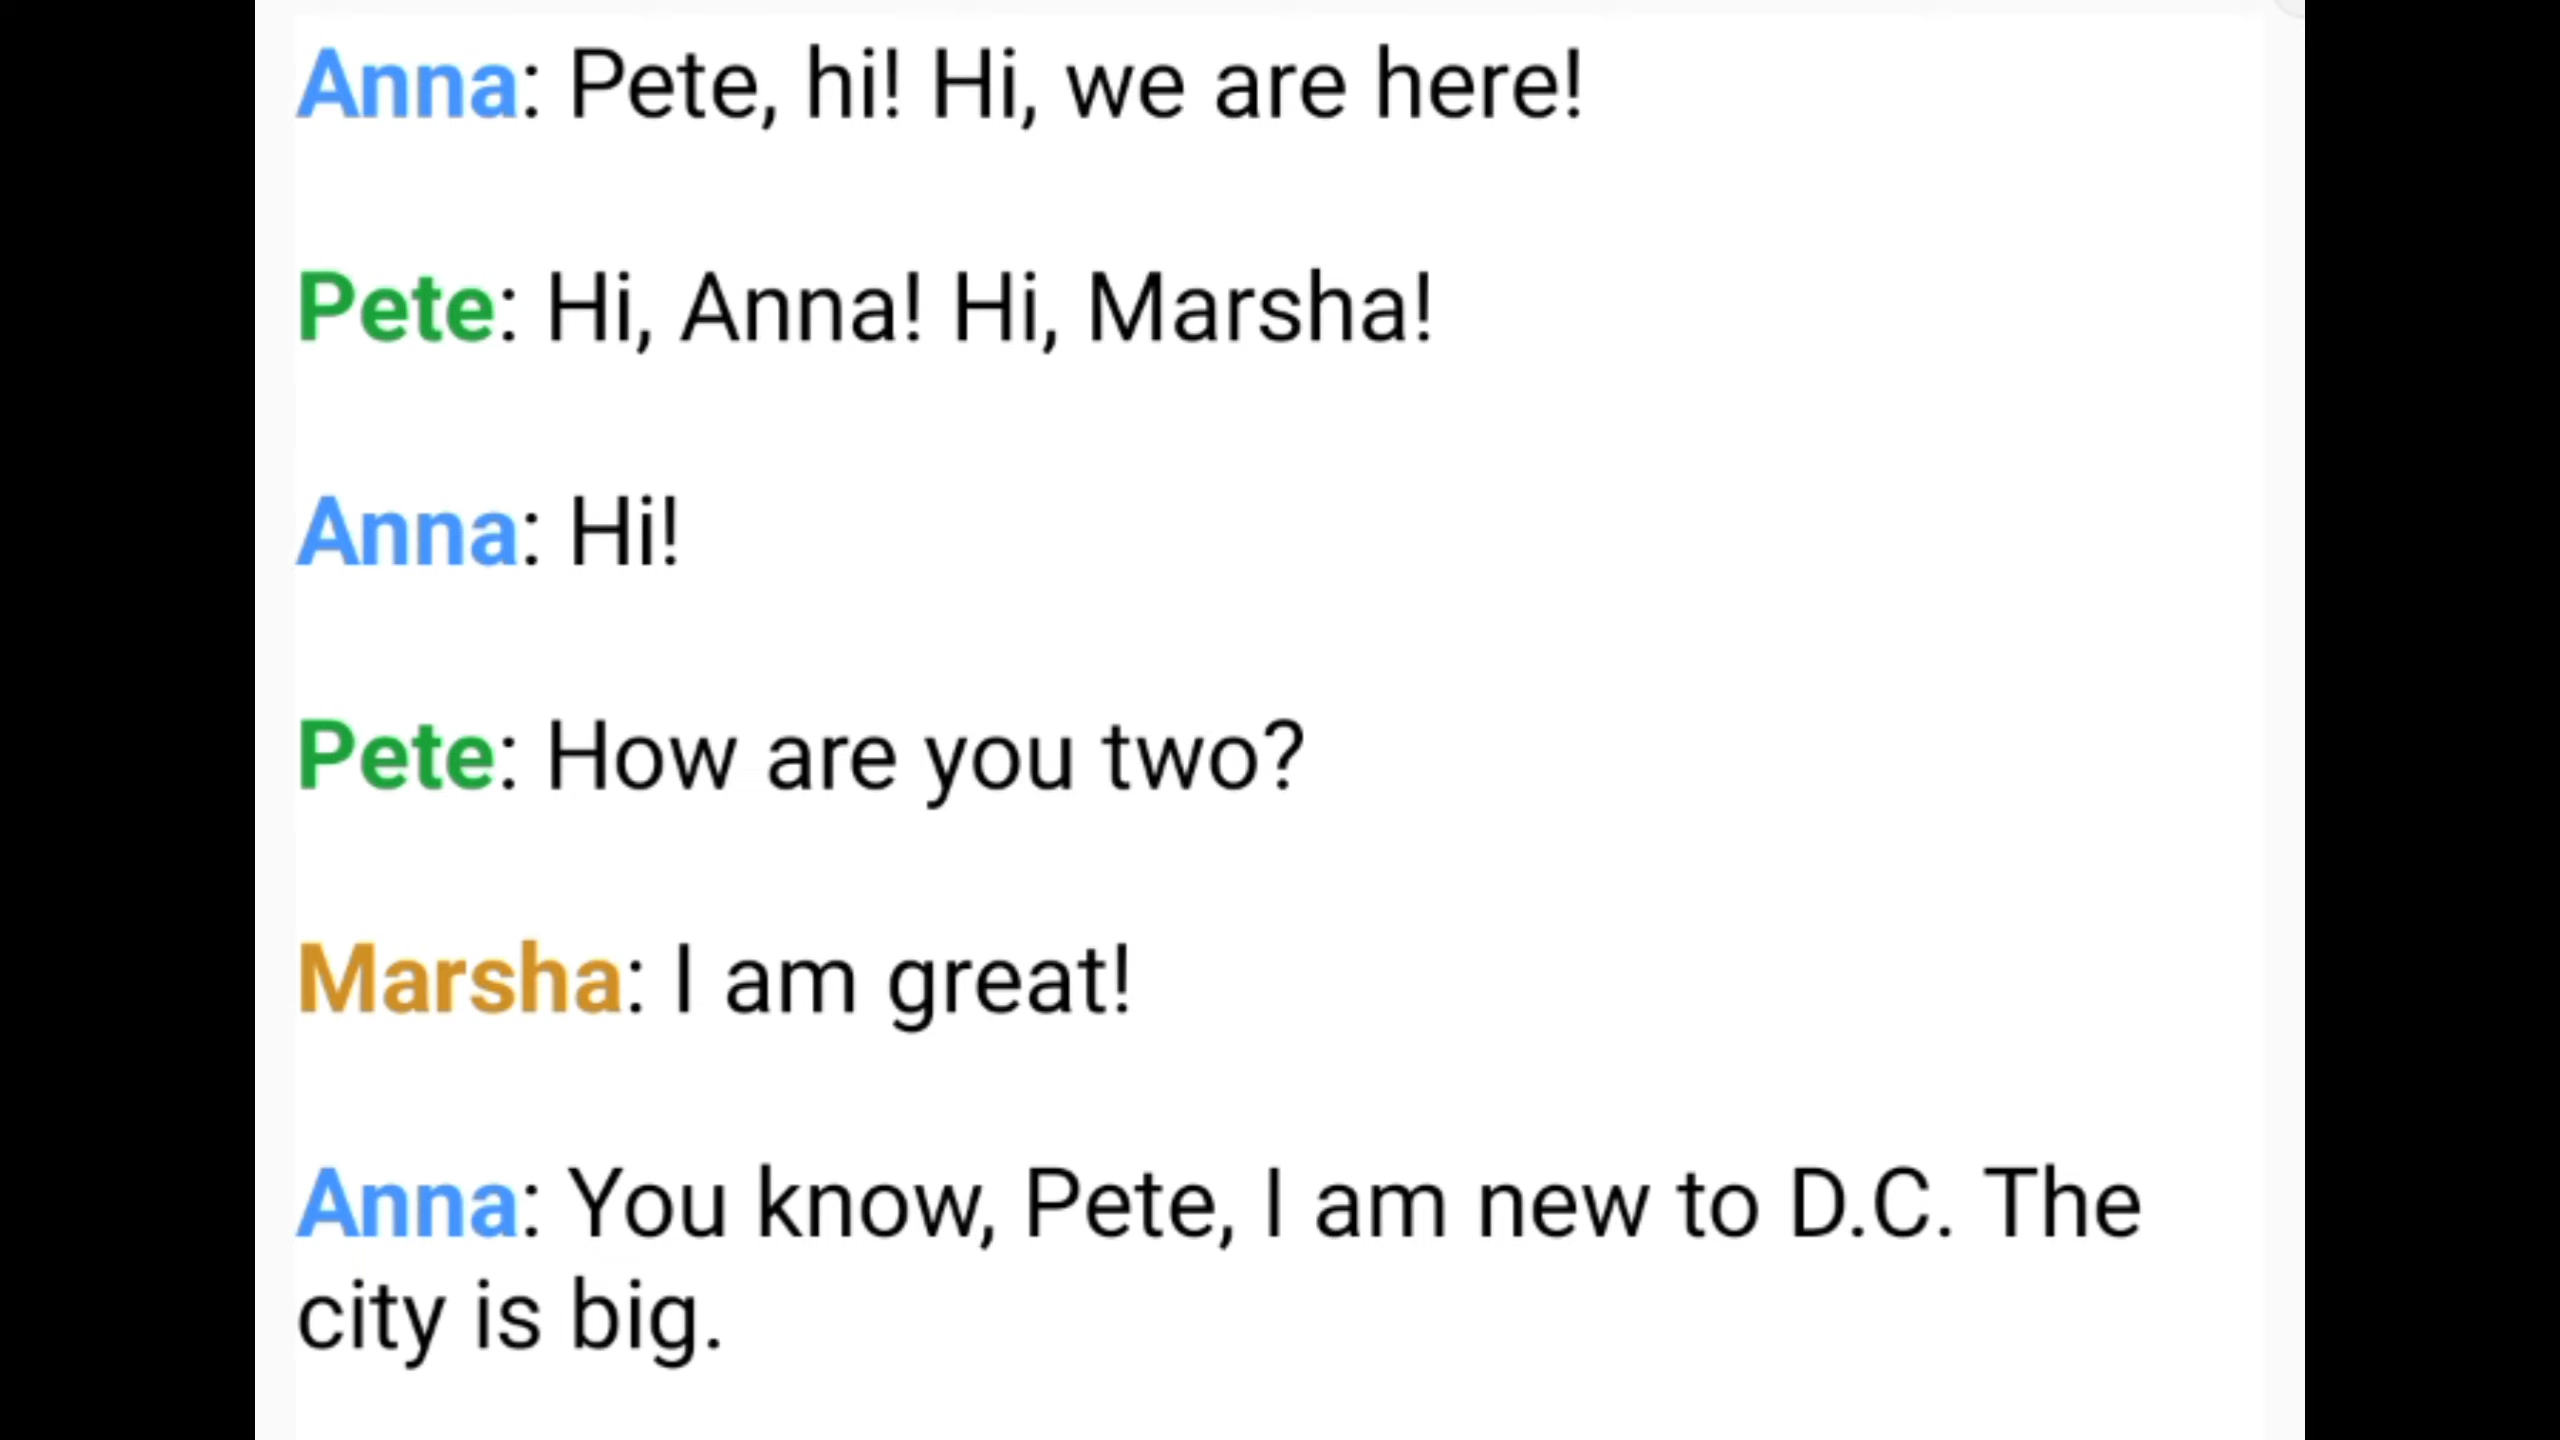 Anna: Pete, hi! Hi, we are here!
Pete: Hi, Anna! Hi, Marsha!
Anna: Hi!
Pete: How are you two?
Marsha: I am great!
Anna: You know, Pete, I am new to D.C. The
city is big.